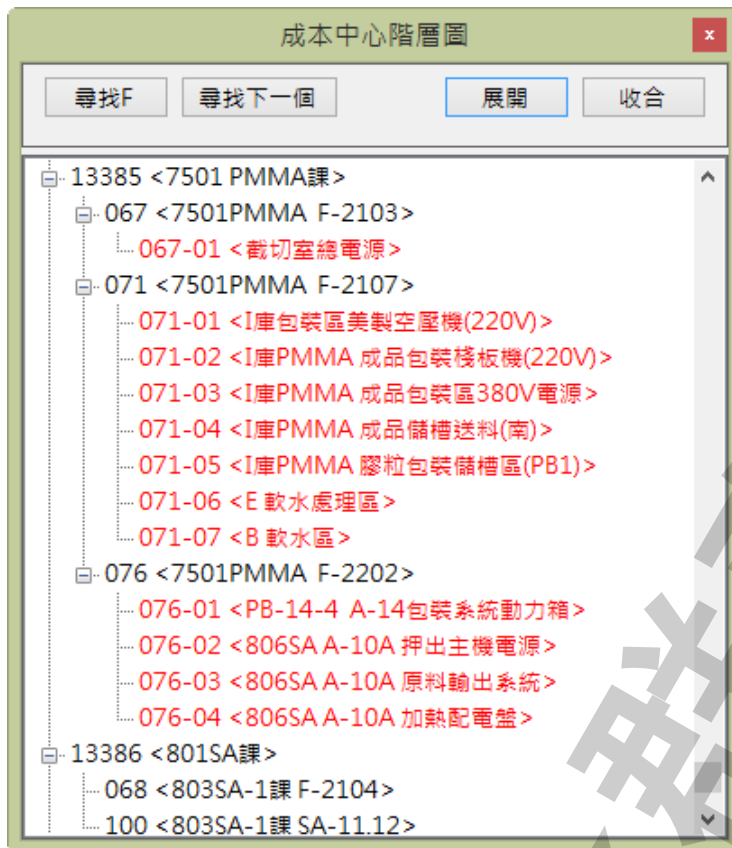 成本中心階層圖
x
尋找F 尋找下一個 展開 收合
13385 <7501 PMMA課>
067 <7501PMMA F-2103>
067-01 <截切室總電源>
071 <7501PMMA F-2107>
071-01 <I庫包裝區美製空壓機(220V)>
071-02 <I庫PMMA 成品包裝棧板機(220V)>
071-03 <I庫PMMA 成品包裝區380V電源>
071-04 <I庫PMMA 成品儲槽送料(南)>
071-05 <I庫PMMA 膠粒包裝儲槽區(PB1)>
071-06 <E 軟水處理區>
071-07 <B 軟水區>
076 <7501PMMA F-2202>
076-01 <PB-14-4 A-14包裝系統動力箱>
076-02 <806SA A-10A 押出主機電源>
076-03 <806SA A-10A 原料輸出系統>
076-04 <806SA A-10A 加熱配電盤>
13386 <801SA課>
068 <803SA-1課 F-2104>
100 <803SA-1課 SA-11.12>